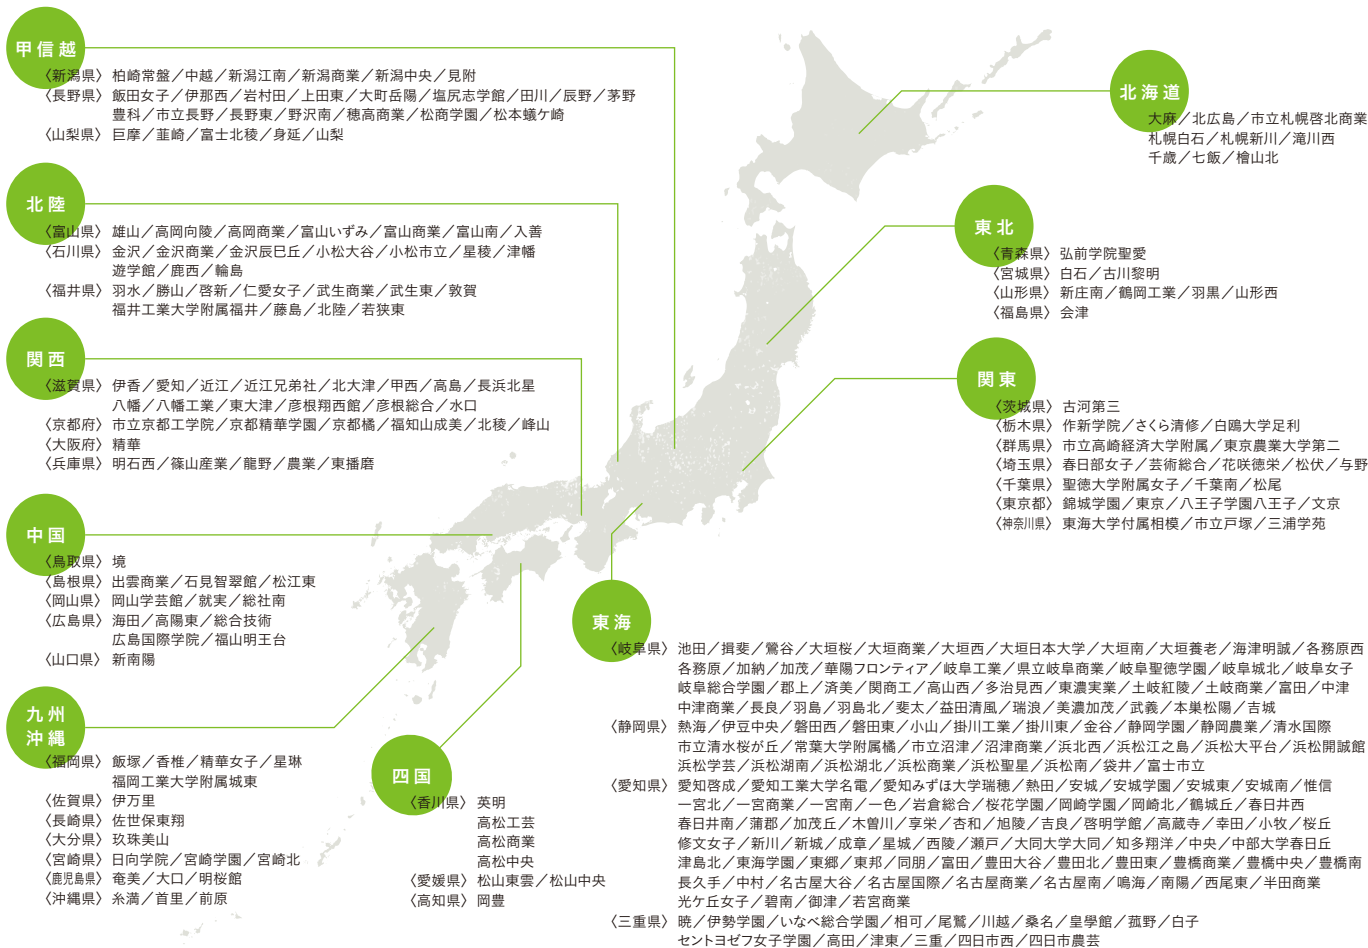 甲信越
〈新潟県〉 柏崎常盤／中越／新潟江南／新潟商業／新潟中央／見附
〈長野県〉 飯田女子／伊那西／岩村田／上田東／大町岳陽／塩尻志学館／田川／辰野／茅野
豊科／市立長野／長野東／野沢南／穂高商業／松商学園／松本蟻ケ崎
〈山梨県〉 巨摩／韮崎／富士北稜／身延／山梨
北陸
〈富山県〉 雄山／高岡向陵／高岡商業／富山いずみ／富山商業／富山南／入善
〈石川県〉 金沢／金沢商業／金沢辰巳丘／小松大谷／小松市立／星稜／津幡
遊学館／鹿西／輪島
〈福井県〉 羽水／勝山／啓新／仁愛女子／武生商業／武生東／敦賀
福井工業大学附属福井／藤島／北陸／若狭東
関西
〈滋賀県〉 伊香／愛知／近江／近江兄弟社／北大津／甲西／高島／長浜北星
八幡／八幡工業／東大津／彦根翔西館／彦根総合／水口
〈京都府〉 市立京都工学院／京都精華学園／京都橘／福知山成美／北稜／峰山
〈大阪府〉 精華
〈兵庫県〉 明石西／篠山産業／龍野／農業／東播磨
中国
〈鳥取県〉 境
〈島根県〉 出雲商業／石見智翠館／松江東
〈岡山県〉 岡山学芸館／就実／総社南
〈広島県〉 海田／高陽東／総合技術
広島国際学院／福山明王台
〈山口県〉 新南陽
九州
沖縄
〈福岡県〉 飯塚／香椎／精華女子／星琳
福岡工業大学附属城東
〈佐賀県〉 伊万里
〈長崎県〉 佐世保東翔
〈大分県〉 玖珠美山
〈宮崎県〉 日向学院／宮崎学園／宮崎北
〈鹿児島県〉 奄美／大口／明桜館
〈沖縄県〉 糸満／首里／前原
四国
〈香川県〉 英明
高松工芸
高松商業
高松中央
〈愛媛県〉 松山東雲／松山中央
〈高知県〉 岡豊
北海道
大麻／北広島／市立札幌啓北商業
札幌白石／札幌新川／滝川西
千歳／七飯／檜山北
東北
〈青森県〉 弘前学院聖愛
〈宮城県〉 白石／古川黎明
〈山形県〉 新庄南／鶴岡工業／羽黒／山形西
〈福島県〉 会津
関東
〈茨城県〉 古河第三
〈栃木県〉 作新学院／さくら清修／白鴎大学足利
〈群馬県〉 市立高崎経済大学附属／東京農業大学第二
〈埼玉県〉 春日部女子／芸術総合／花咲徳栄／松伏／与野
〈千葉県〉 聖徳大学附属女子／千葉南／松尾
〈東京都〉 錦城学園／東京／八王子学園八王子／文京
〈神奈川県〉 東海大学付属相模／市立戸塚／三浦学苑
東海
〈岐阜県〉 池田／揖斐／鶯谷／大垣桜／大垣商業／大垣西／大垣日本大学／大垣南／大垣養老／海津明誠／各務原西
各務原／加納／加茂／華陽フロンティア／岐阜工業／県立岐阜商業／岐阜聖徳学園／岐阜城北／岐阜女子
岐阜総合学園／郡上／済美／関商工／高山西／多治見西／東濃実業／土岐紅陵／土岐商業／富田／中津
中津商業／長良／羽島／羽島北／斐太／益田清風／瑞浪／美濃加茂／武義／本巣松陽／吉城
〈静岡県〉 熱海／伊豆中央／磐田西／磐田東／小山／掛川工業／掛川東／金谷／静岡学園／静岡農業／清水国際
市立清水桜が丘／常葉大学附属橘／市立沼津／沼津商業／浜北西／浜松江之島／浜松大平台／浜松開誠館
浜松学芸／浜松湖南／浜松湖北／浜松商業／浜松聖星／浜松南／袋井／富士市立
〈愛知県〉 愛知啓成／愛知工業大学名電／愛知みずほ大学瑞穂／熱田／安城／安城学園／安城東／安城南／惟信
一宮北／一宮商業／一宮南／一色／岩倉総合／桜花学園／岡崎学園／岡崎北／鶴城丘／春日井西
春日井南／蒲郡／加茂丘／木曽川／享栄／杏和／旭陵／吉良／啓明学館／高蔵寺／幸田／小牧／桜丘
修文女子／新川／新城／成章／星城／西陵／瀬戸／大同大学大同／知多翔洋／中央／中部大学春日丘
津島北／東海学園／東郷／東邦／同朋／富田／豊田大谷／豊田北／豊田東／豊橋商業／豊橋中央／豊橋南
長久手／中村／名古屋大谷／名古屋国際／名古屋商業／名古屋南／鳴海／南陽／西尾東／半田商業
光ケ丘女子／碧南／御津／若宮商業
〈三重県〉 暁／伊勢学園／いなべ総合学園／相可／尾鷲／川越／桑名／皇學館／菰野／白子
セントヨゼフ女子学園／高田／津東／三重／四日市西／四日市農芸